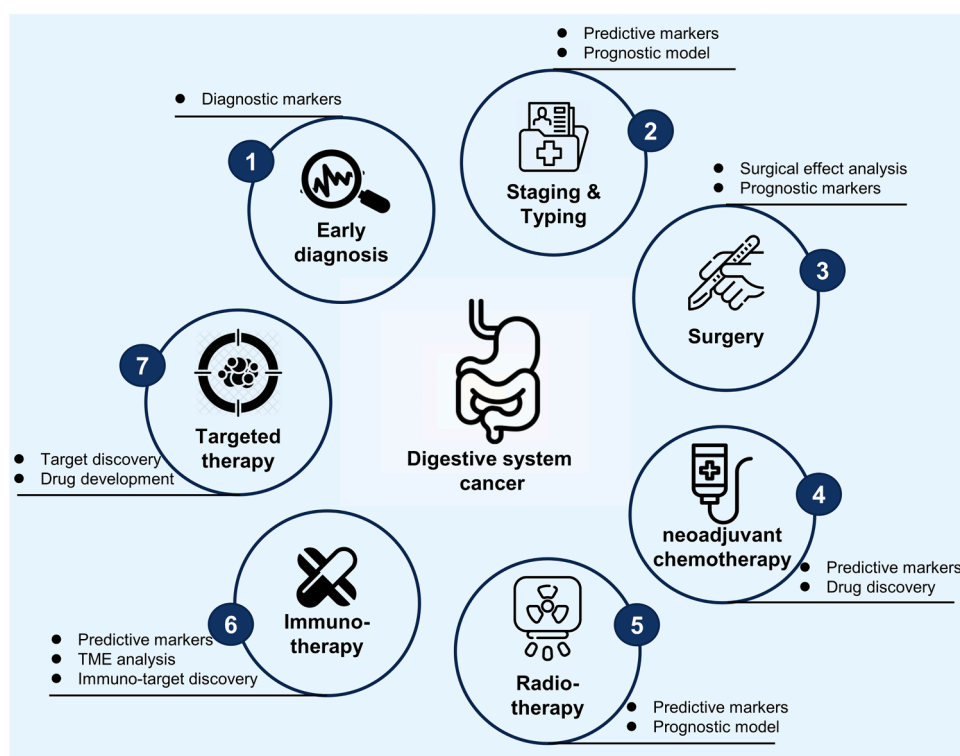 Diagnostic markers
1
Early
diagnosis
Predictive markers
Prognostic model
2
Staging &
Typing
Surgical effect analysis
Prognostic markers
3
Surgery
4
neoadjuvant
chemotherapy
Predictive markers
Drug discovery
5
Radio-
therapy
Predictive markers
Prognostic model
6
Immuno-
therapy
Predictive markers
TME analysis
Immuno-target discovery
7
Targeted
therapy
Target discovery
Drug development
Digestive system
cancer